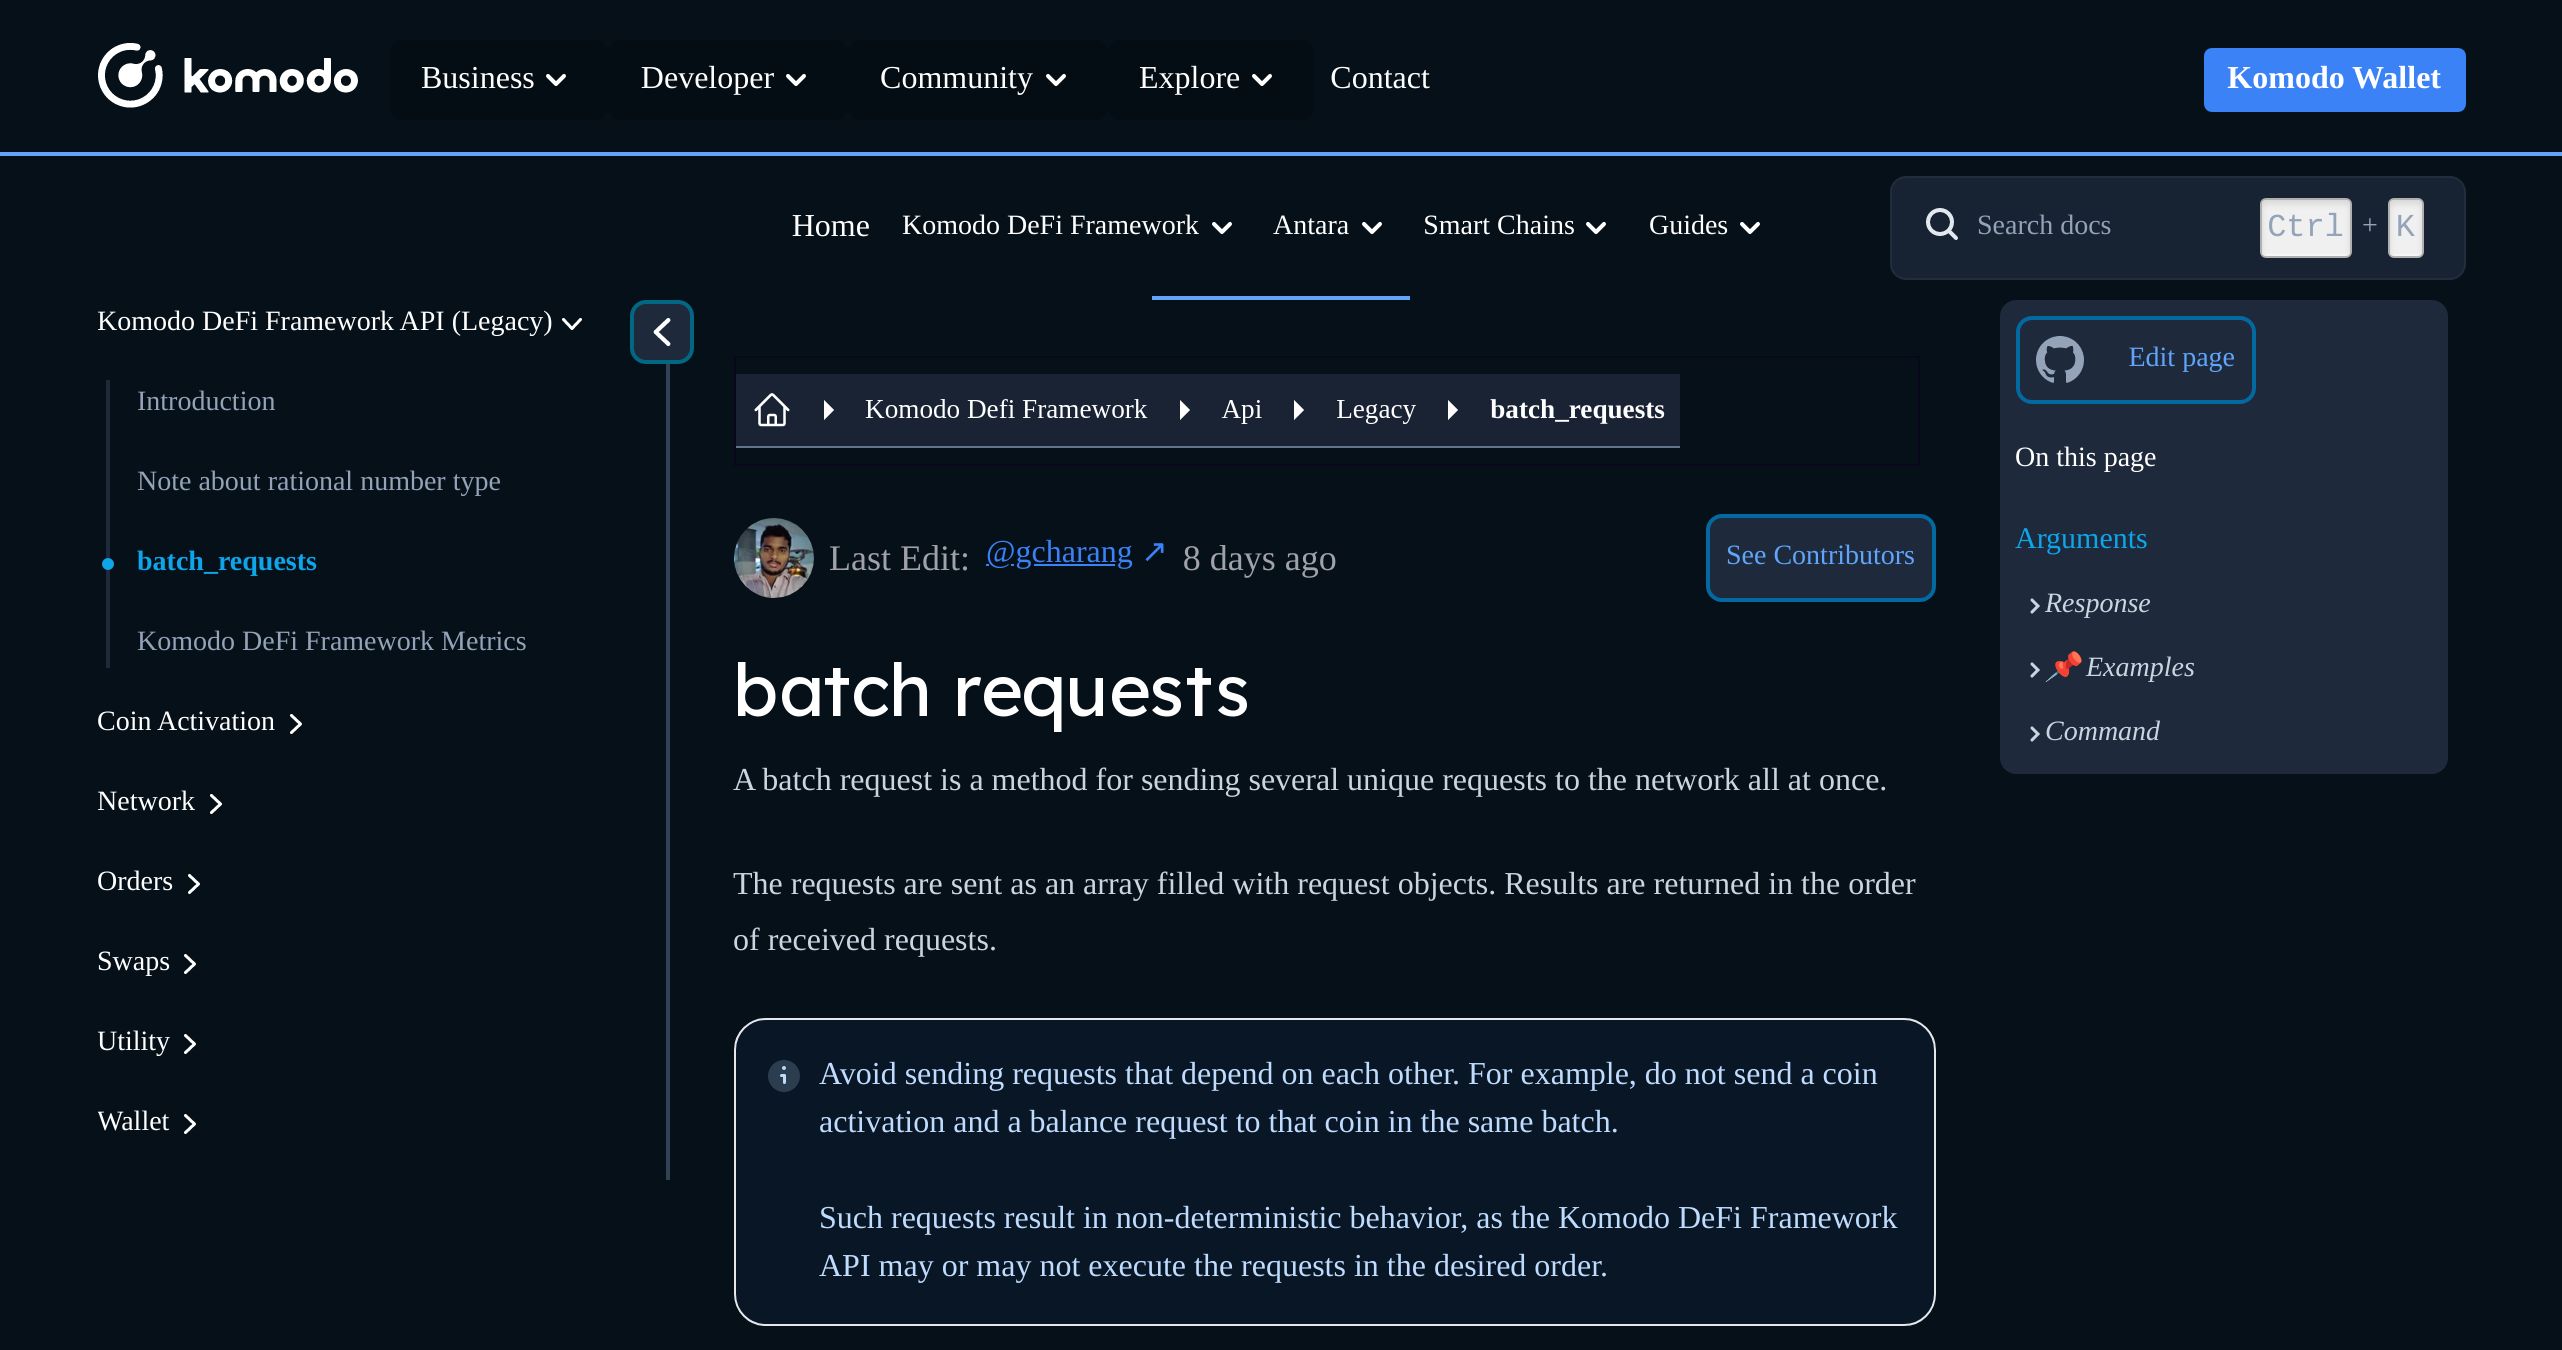 komodo
Business
Developer
Community
Explore
Contact
Komodo Wallet
Home
Komodo DeFi Framework
Antara
Smart Chains
Guides
Search docs
Ctrl + K
Komodo DeFi Framework API (Legacy)
Introduction
Note about rational number type
batch_requests
Komodo DeFi Framework Metrics
Coin Activation
Network
Orders
Swaps
Utility
Wallet
Komodo Defi Framework
Api
Legacy
batch_requests
Last Edit: @gcharang ↗ 8 days ago
See Contributors
batch requests
A batch request is a method for sending several unique requests to the network all at once.
The requests are sent as an array filled with request objects. Results are returned in the order
of received requests.
Avoid sending requests that depend on each other. For example, do not send a coin
activation and a balance request to that coin in the same batch.
Such requests result in non-deterministic behavior, as the Komodo DeFi Framework
API may or may not execute the requests in the desired order.
Edit page
On this page
Arguments
Response
📌 Examples
Command